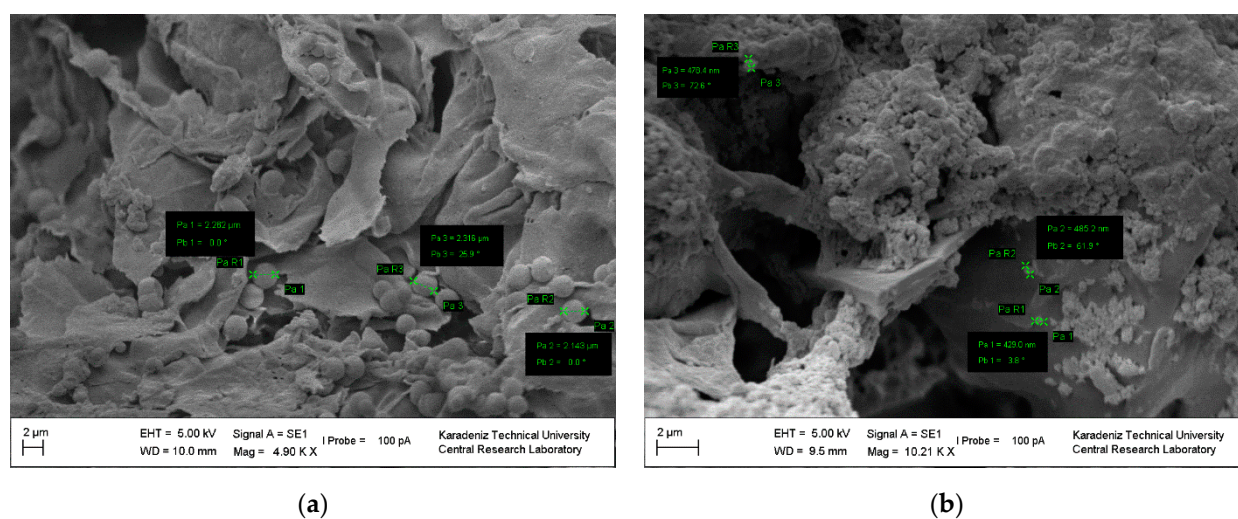 Pa 1 = 2.262 µm
Pb 1 = 0.0 °
Pa R1
Pa 1
Pa 3 = 2.316 µm
Pb 3 = 25.9 °
Pa R3
Pa 3
Pa R2
Pa 2
Pa 2 = 2.143 µm
Pb 2 = 0.0 °
2 µm
EHT = 5.00 kV
Signal A = SE1
I Probe = 100 pA
WD = 10.0 mm
Mag = 4.90 K X
Karadeniz Technical University
Central Research Laboratory
(a)
Pa R3
Pa 3 = 479.4 nm
Pb 3 = 72.6 °
Pa 3
Pa 2 = 485.2 nm
Pb 2 = 61.9 °
Pa R2
Pa 2
Pa R1
Pa 1
Pa 1 = 429.0 nm
Pb 1 = 3.8 °
2 µm
EHT = 5.00 kV
Signal A = SE1
I Probe = 100 pA
WD = 9.5 mm
Mag = 10.21 K X
Karadeniz Technical University
Central Research Laboratory
(b)